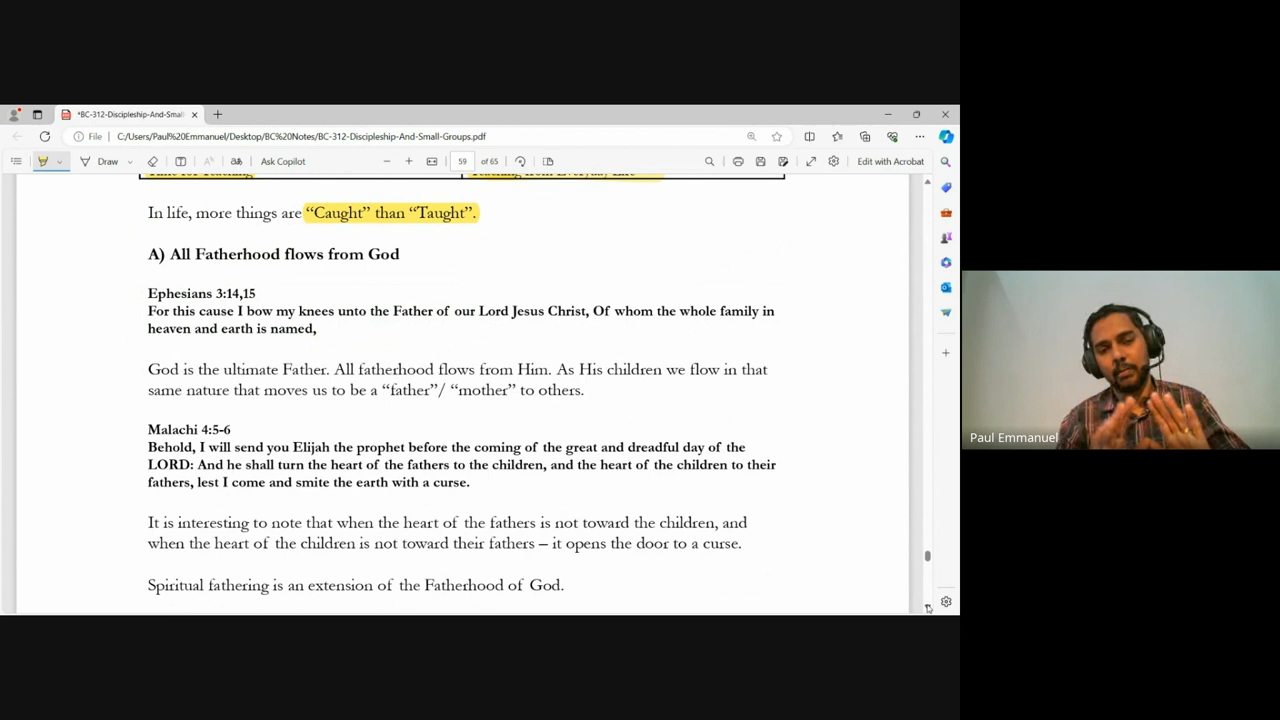 *BC-312-Discipleship-And-Small-
File
C:/Users/Paul%20Emmanuel/Desktop/BC%20Notes/BC-312-Discipleship-And-Small-Groups.pdf
Draw
Ask Copilot
59 of 65
Edit with Acrobat
Time for Teaching
Teaching from Everyday Life
In life, more things are “Caught” than “Taught”.
A) All Fatherhood flows from God
Ephesians 3:14,15
For this cause I bow my knees unto the Father of our Lord Jesus Christ, Of whom the whole family in
heaven and earth is named,
God is the ultimate Father. All fatherhood flows from Him. As His children we flow in that
same nature that moves us to be a “father”/ “mother” to others.
Malachi 4:5-6
Behold, I will send you Elijah the prophet before the coming of the great and dreadful day of the
LORD: And he shall turn the heart of the fathers to the children, and the heart of the children to their
fathers, lest I come and smite the earth with a curse.
It is interesting to note that when the heart of the fathers is not toward the children, and
when the heart of the children is not toward their fathers – it opens the door to a curse.
Spiritual fathering is an extension of the Fatherhood of God.
Paul Emmanuel